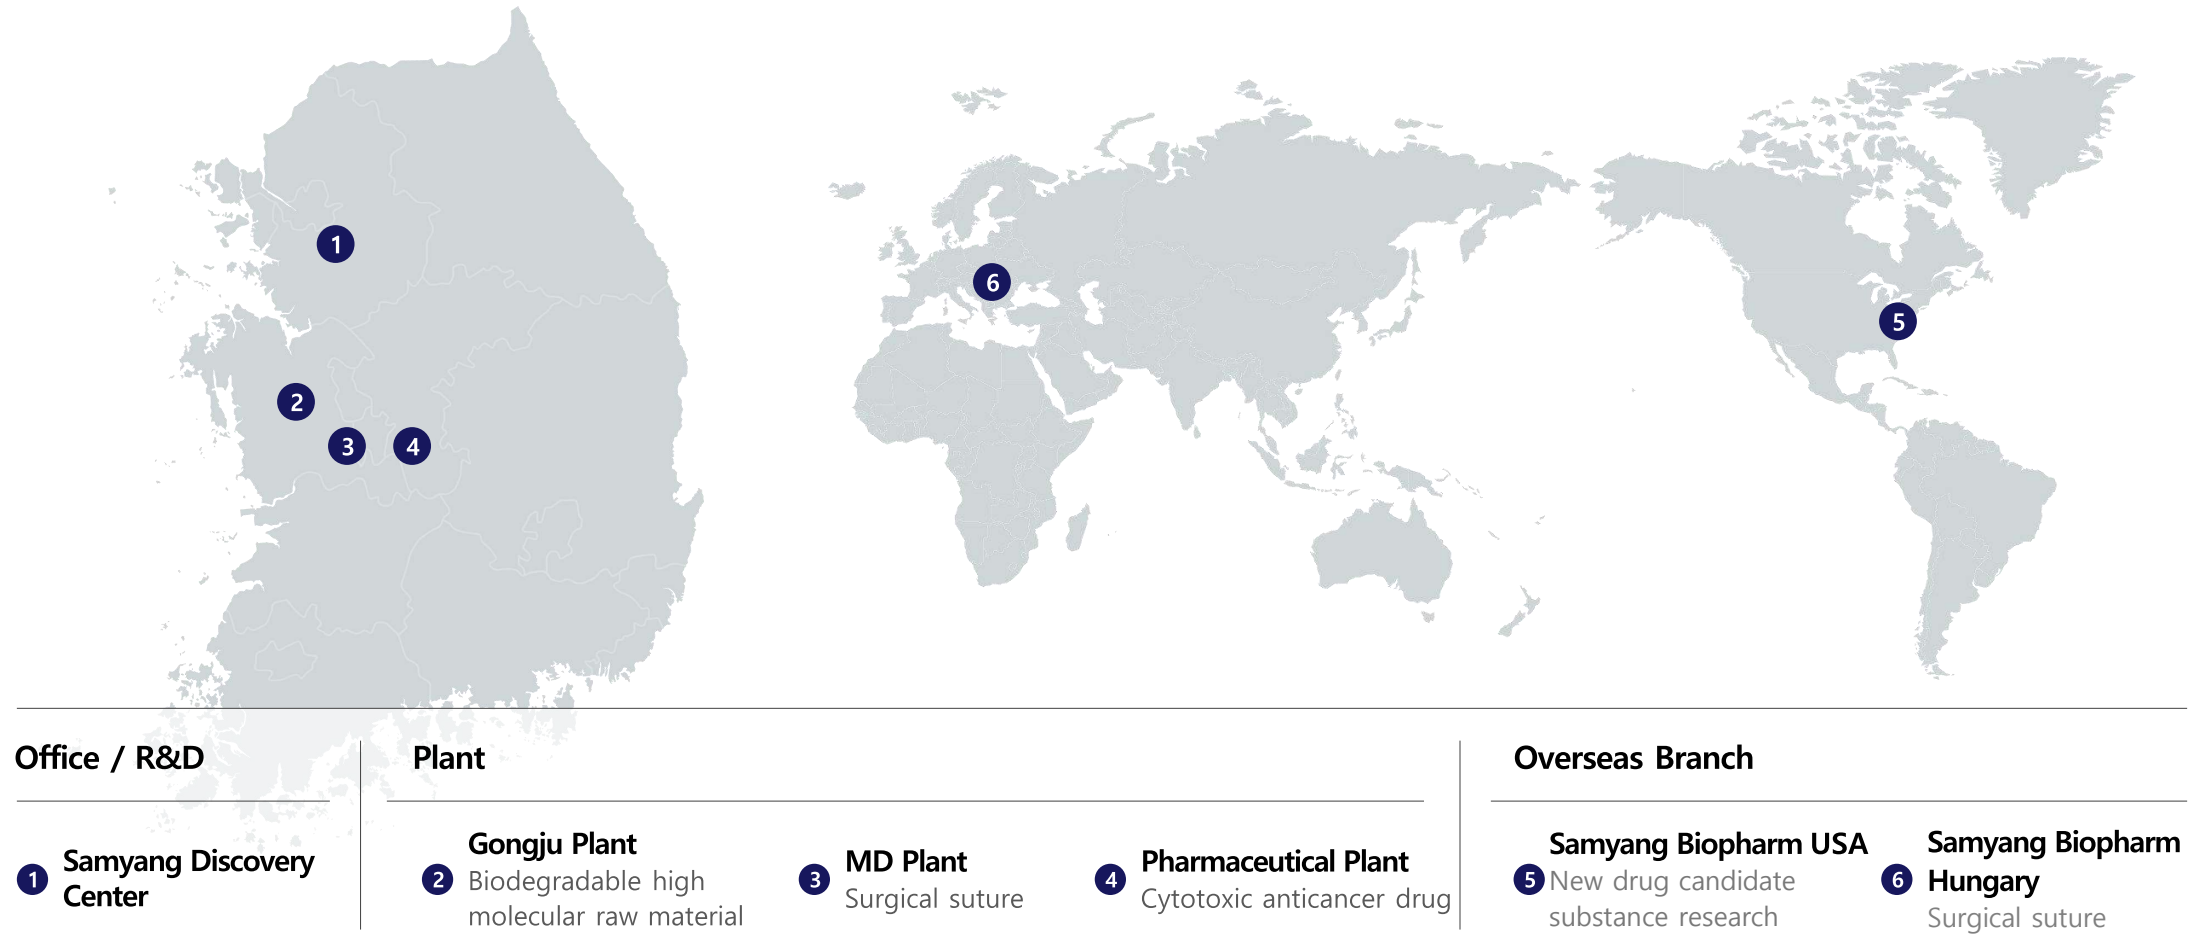 1
2
3
4
6
5
Office / R&D
Plant
Overseas Branch
1
Samyang Discovery
Center
2
Gongju Plant
Biodegradable high
molecular raw material
3
MD Plant
Surgical suture
4
Pharmaceutical Plant
Cytotoxic anticancer drug
5
Samyang Biopharm USA
New drug candidate
substance research
6
Samyang Biopharm
Hungary
Surgical suture